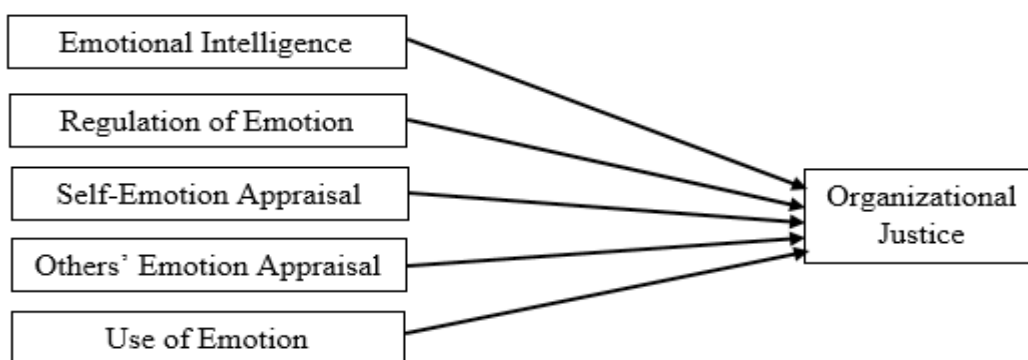 Emotional Intelligence
Regulation of Emotion
Self-Emotion Appraisal
Others’ Emotion Appraisal
Use of Emotion
Organizational
Justice